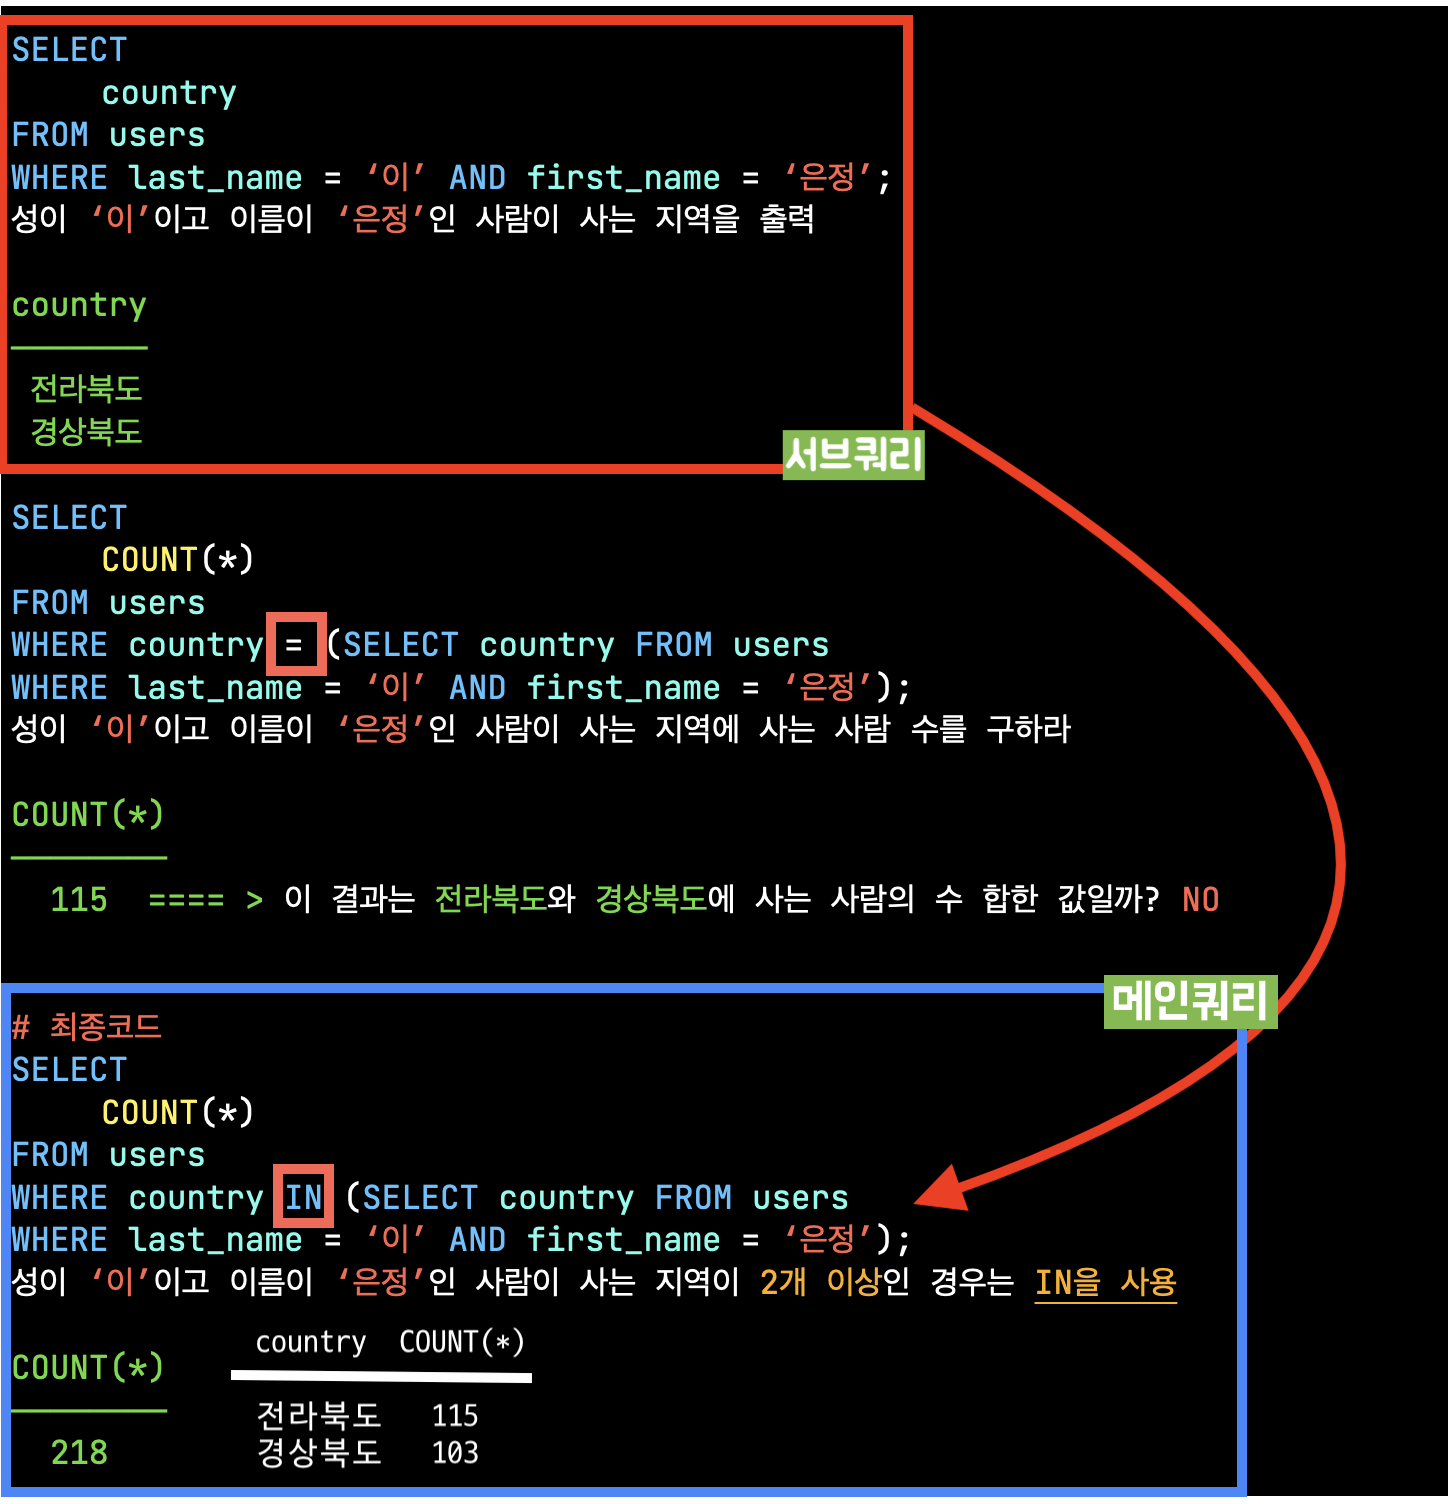 SELECT
country
FROM users
WHERE last_name = ‘이’ AND first_name = ‘은정’;
성이 ‘이’이고 이름이 ‘은정’인 사람이 사는 지역을 출력
country
전라북도
경상북도
서브쿼리
SELECT
COUNT(*)
FROM users
WHERE country = (SELECT country FROM users
WHERE last_name = ‘이’ AND first_name = ‘은정’);
성이 ‘이’이고 이름이 ‘은정’인 사람이 사는 지역에 사는 사람 수를 구하라
COUNT(*)
115 ==== > 이 결과는 전라북도와 경상북도에 사는 사람의 수 합한 값일까? NO
메인쿼리
# 최종코드
SELECT
COUNT(*)
FROM users
WHERE country IN (SELECT country FROM users
WHERE last_name = ‘이’ AND first_name = ‘은정’);
성이 ‘이’이고 이름이 ‘은정’인 사람이 사는 지역이 2개 이상인 경우는 IN을 사용
COUNT(*)
218
country COUNT(*)
전라북도 115
경상북도 103